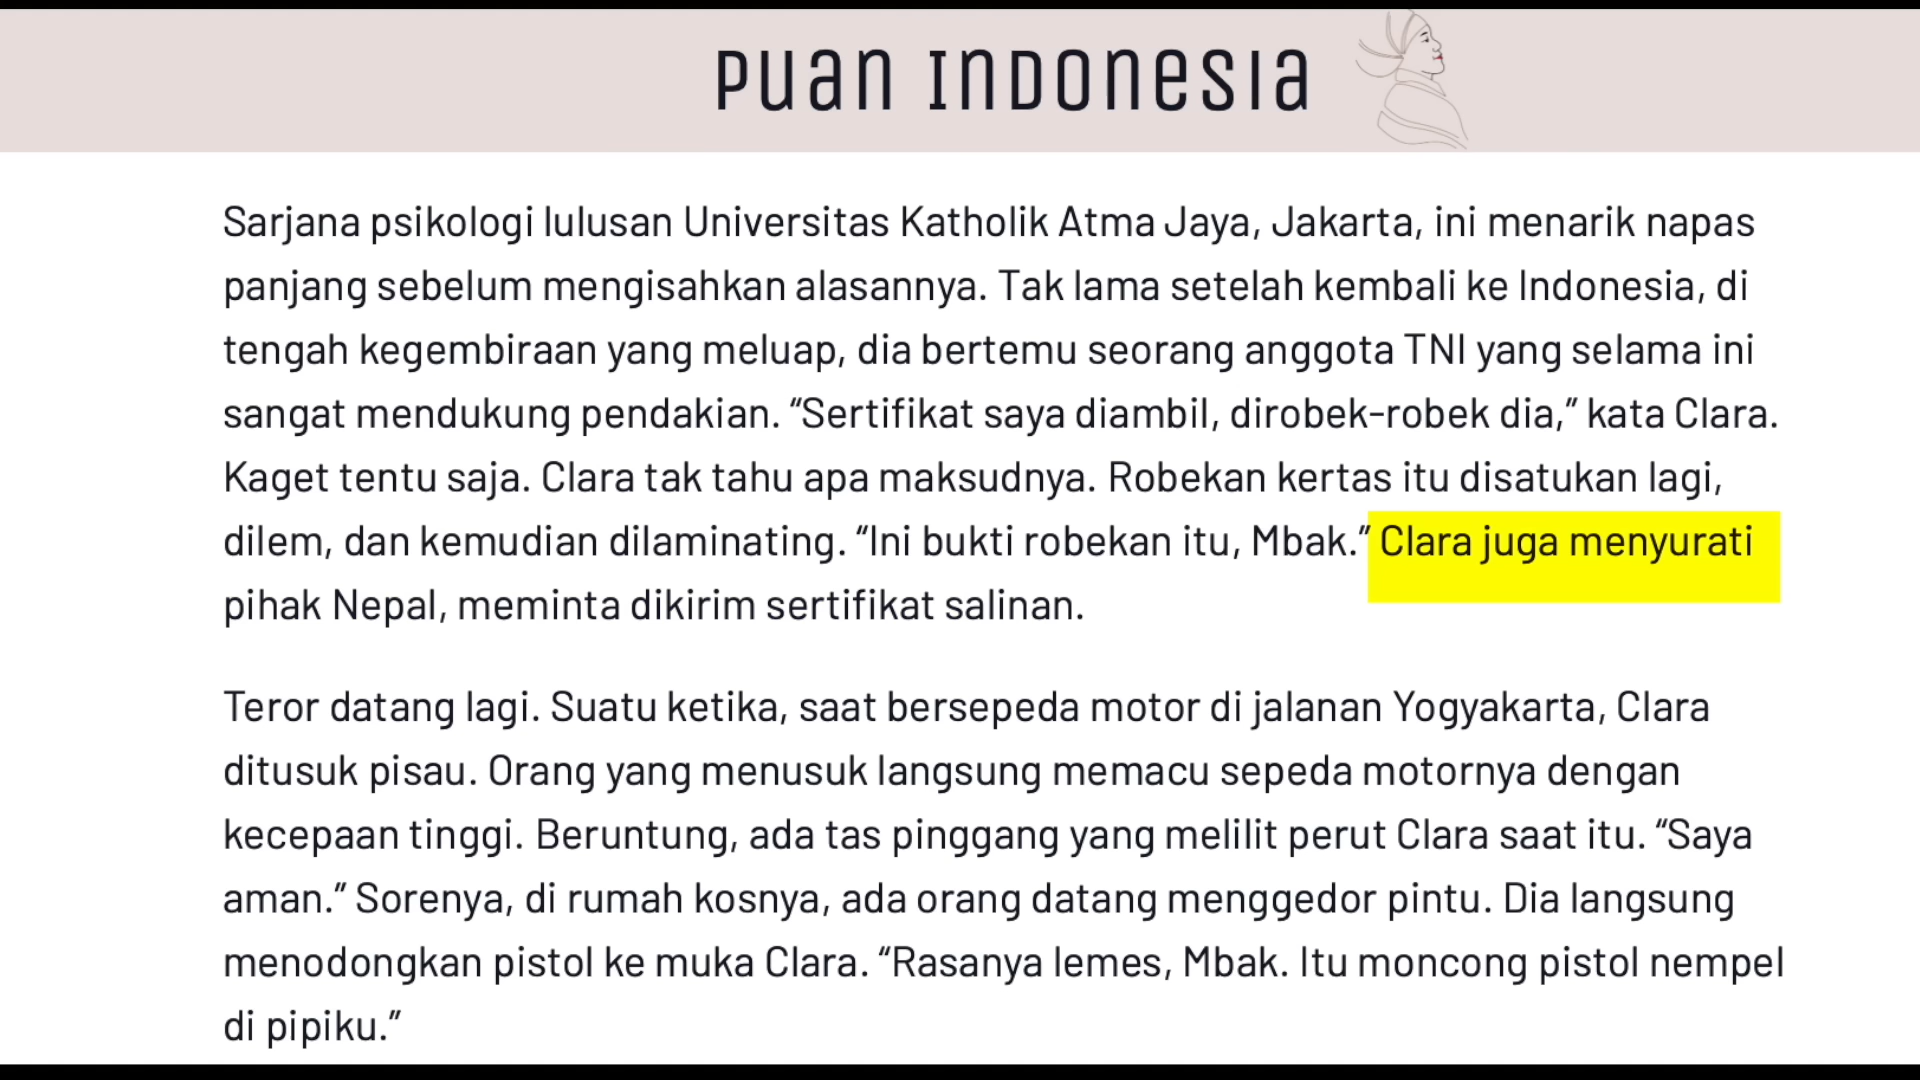 Puan Indonesia
Sarjana psikologi lulusan Universitas Katholik Atma Jaya, Jakarta, ini menarik napas
panjang sebelum mengisahkan alasannya. Tak lama setelah kembali ke Indonesia, di
tengah kegembiraan yang meluap, dia bertemu seorang anggota TNI yang selama ini
sangat mendukung pendakian. “Sertifikat saya diambil, dirobek-robek dia,” kata Clara.
Kaget tentu saja. Clara tak tahu apa maksudnya. Robekan kertas itu disatukan lagi,
dilem, dan kemudian dilaminating. “Ini bukti robekan itu, Mbak.” Clara juga menyurati
pihak Nepal, meminta dikirim sertifikat salinan.
Teror datang lagi. Suatu ketika, saat bersepeda motor di jalanan Yogyakarta, Clara
ditusuk pisau. Orang yang menusuk langsung memacu sepeda motornya dengan
kecepaan tinggi. Beruntung, ada tas pinggang yang melilit perut Clara saat itu. “Saya
aman.” Sorenya, di rumah kosnya, ada orang datang menggedor pintu. Dia langsung
menodongkan pistol ke muka Clara. “Rasanya lemes, Mbak. Itu moncong pistol nempel
di pipiku.”